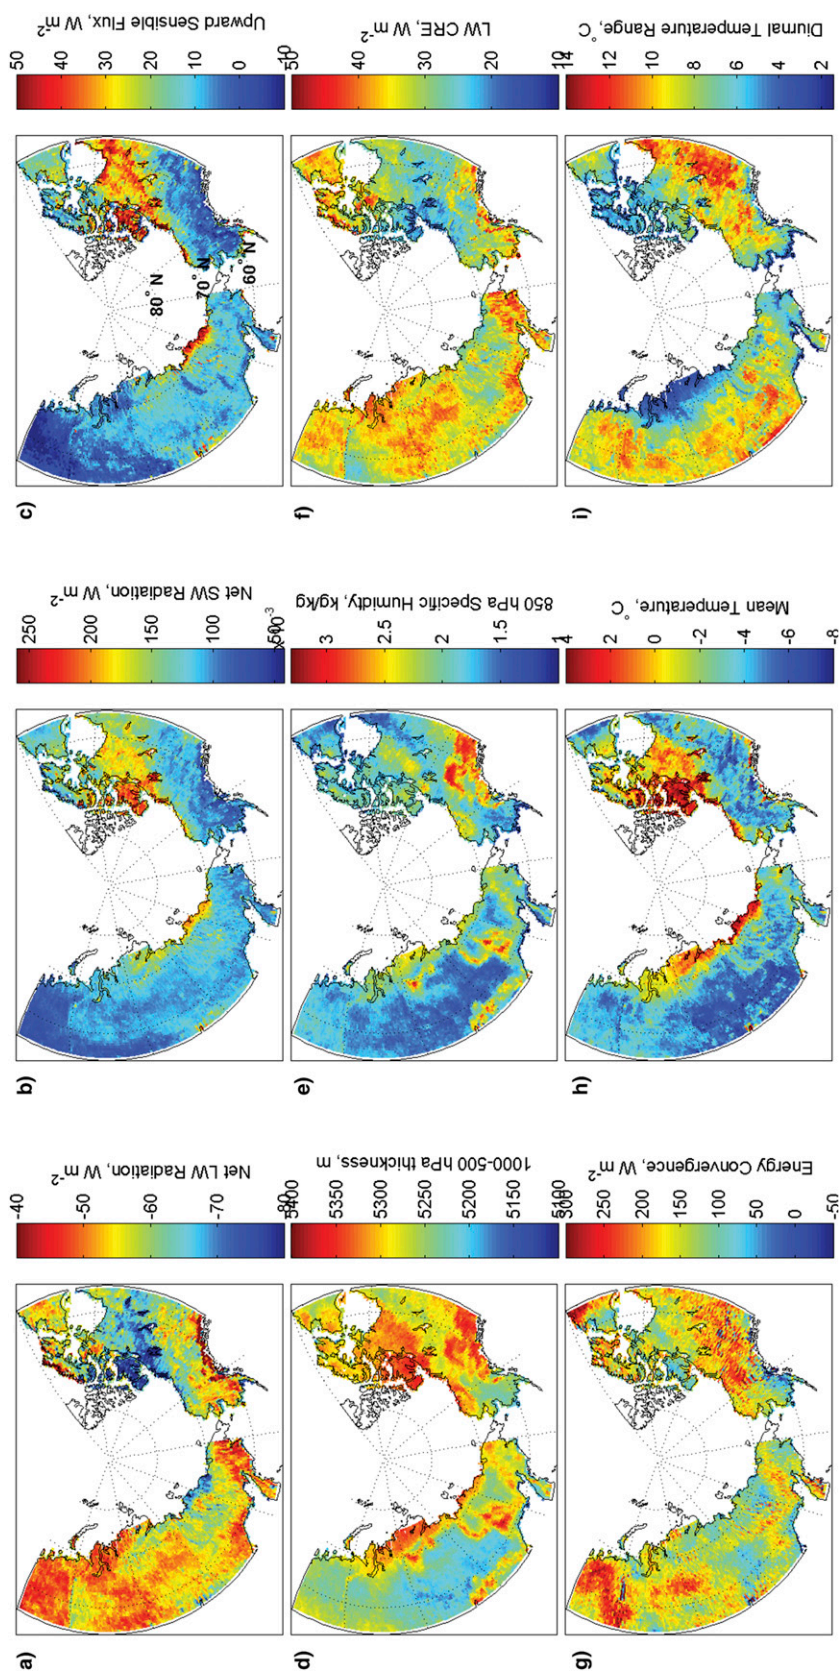 a)
-40
-50
-60
-70
-80
Net LW Radiation, W m⁻²
b)
250
200
150
100
50
Net SW Radiation, W m⁻²
c)
80° N
70° N
60° N
50
40
30
20
10
0
Upward Sensible Flux, W m⁻²
d)
5400
5350
5300
5250
5200
5150
5100
1000-500 hPa thickness, m
e)
x 10⁻³
3
2.5
2
1.5
1
850 hPa Specific Humidty, kg/kg
f)
40
30
20
10
LW CRE, W m⁻²
g)
300
250
200
150
100
50
0
-50
Energy Convergence, W m⁻²
h)
4
2
0
-2
-4
-6
-8
Mean Temperature, °C
i)
14
12
10
8
6
4
2
Diurnal Temperature Range, °C